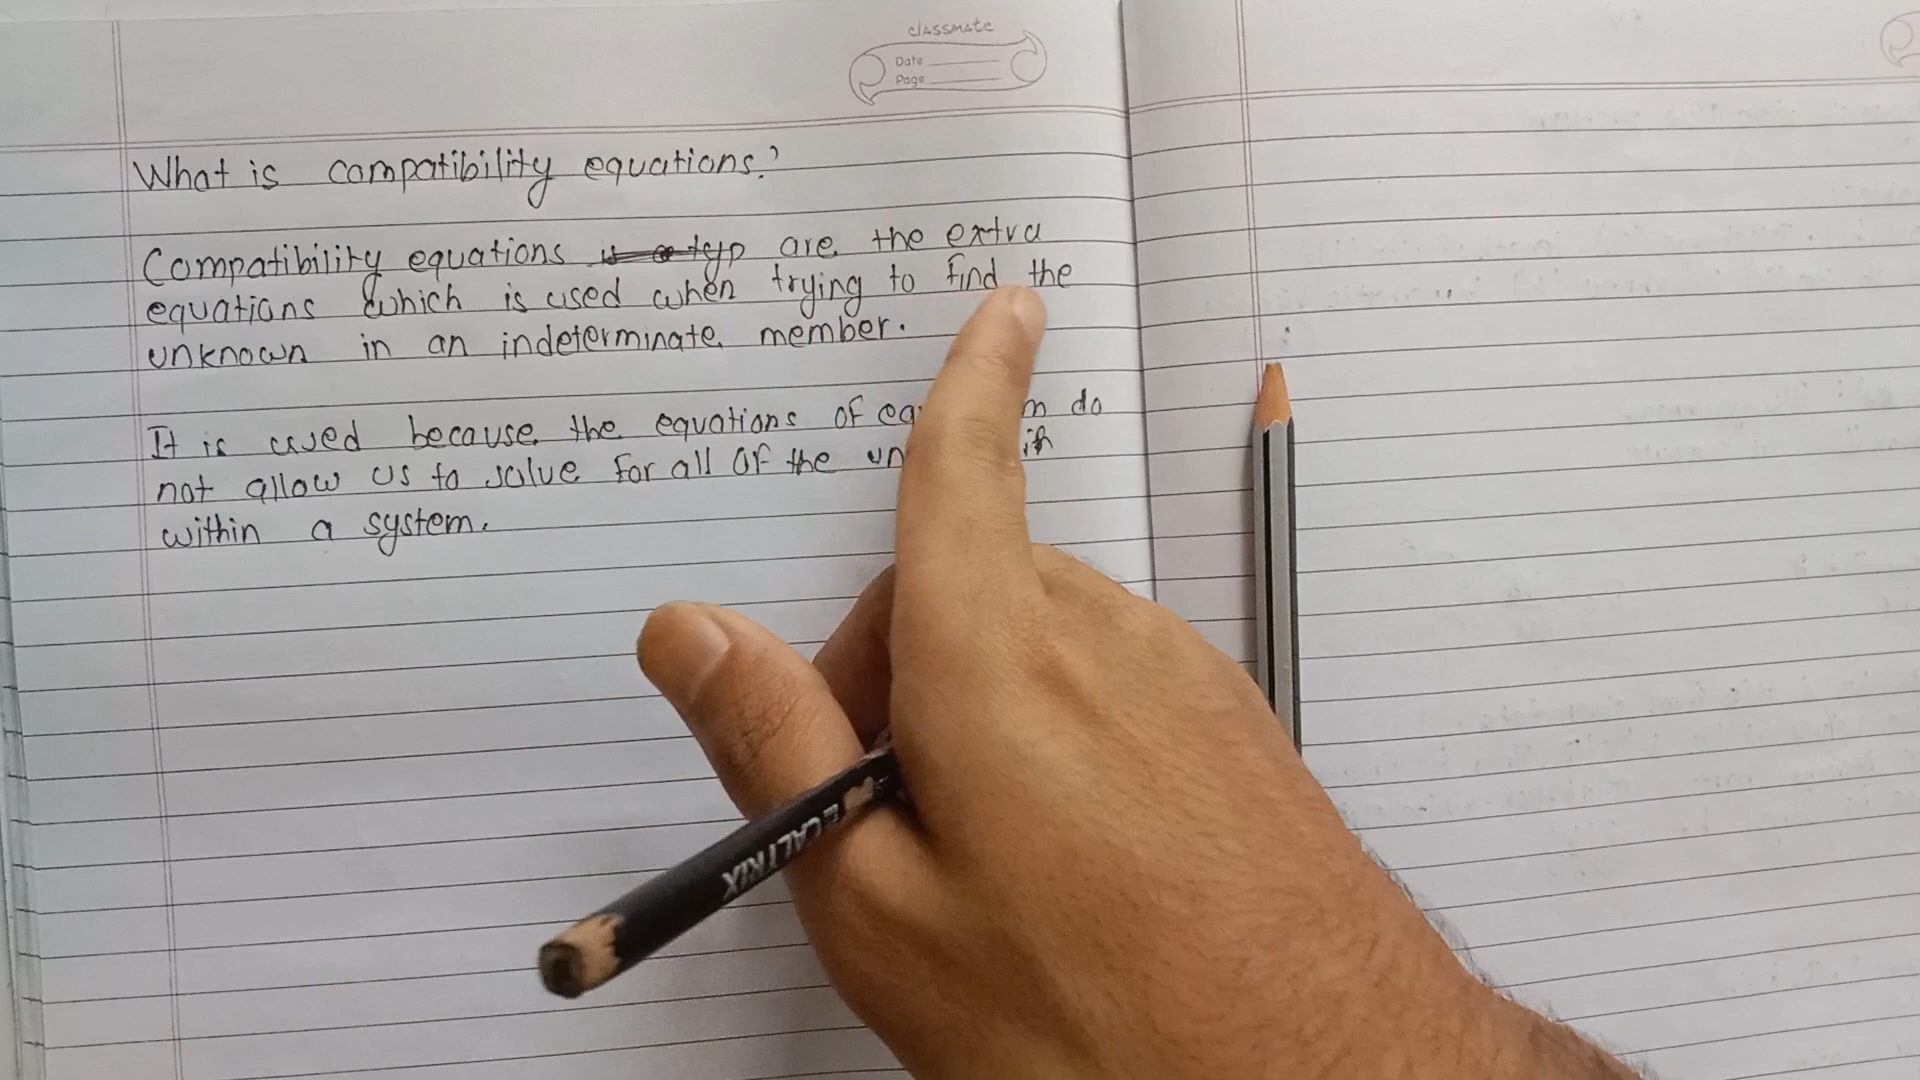 classmate
Date
Page
What is compatibility equations?
Compatibility equations are the extra
equations which is used when trying to find the
unknown in an indeterminate member.
It is used because the equations of do
not allow us to solve for all of the in
within a system.
CALTRIX